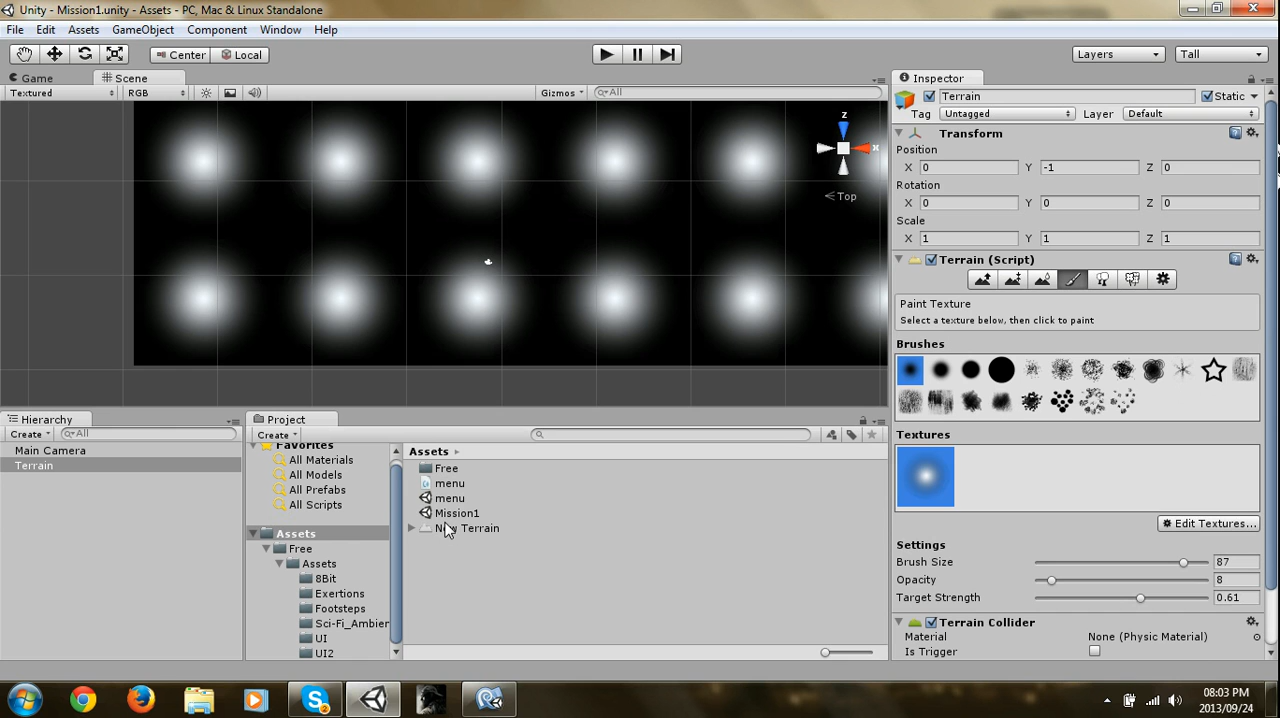 Unity - Mission1.unity - Assets - PC, Mac & Linux Standalone
File Edit Assets GameObject Component Window Help
Center Local Layers Tall
Game Scene
Textured RGB Gizmos All
z
x
Top
Inspector
Terrain Static
Tag Untagged Layer Default
Transform
Position
X 0 Y -1 Z 0
Rotation
X 0 Y 0 Z 0
Scale
X 1 Y 1 Z 1
Terrain (Script)
Paint Texture
Select a texture below, then click to paint
Brushes
Textures
Edit Textures...
Settings
Brush Size 87
Opacity 8
Target Strength 0.61
Terrain Collider
Material None (Physic Material)
Is Trigger
Hierarchy
Create All
Main Camera
Terrain
Project
Create
Favorites
All Materials
All Models
All Prefabs
All Scripts
Assets
Free
Assets
8Bit
Exertions
Footsteps
Sci-Fi_Ambien
UI
UI2
Assets
Free
menu
menu
Mission1
New Terrain
08:03 PM
2013/09/24